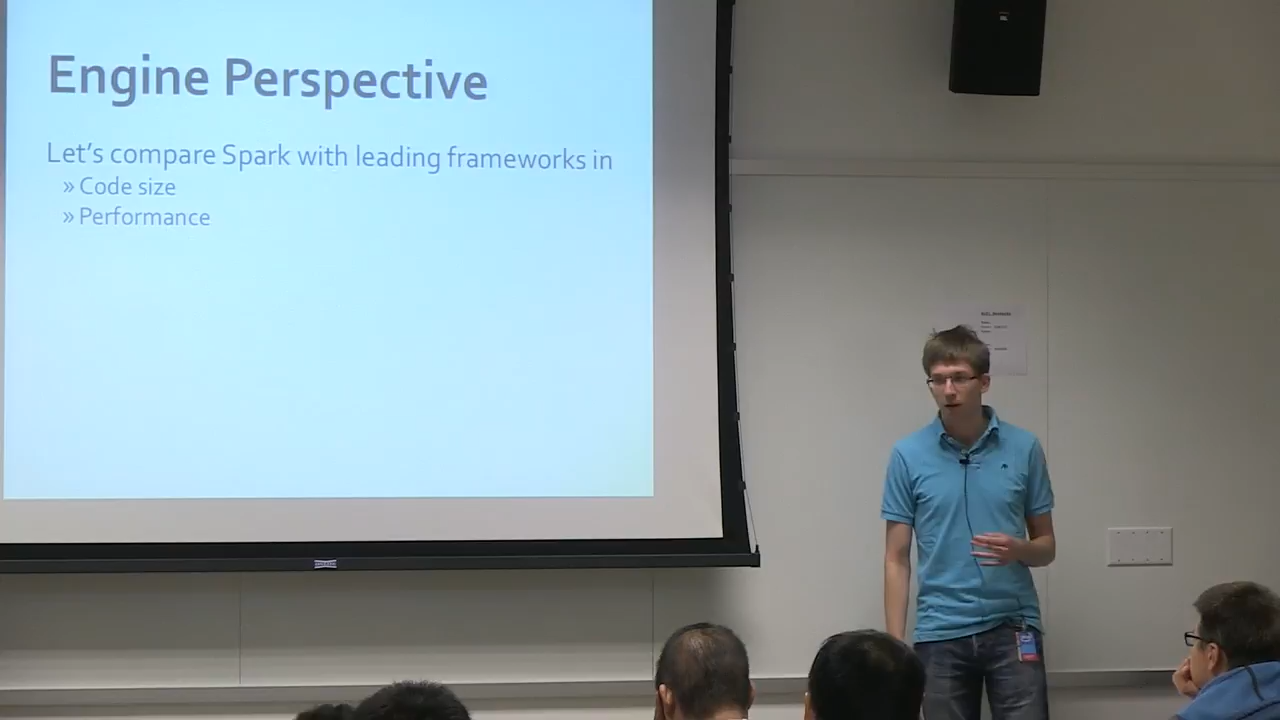 Engine Perspective
Let's compare Spark with leading frameworks in
» Code size
» Performance